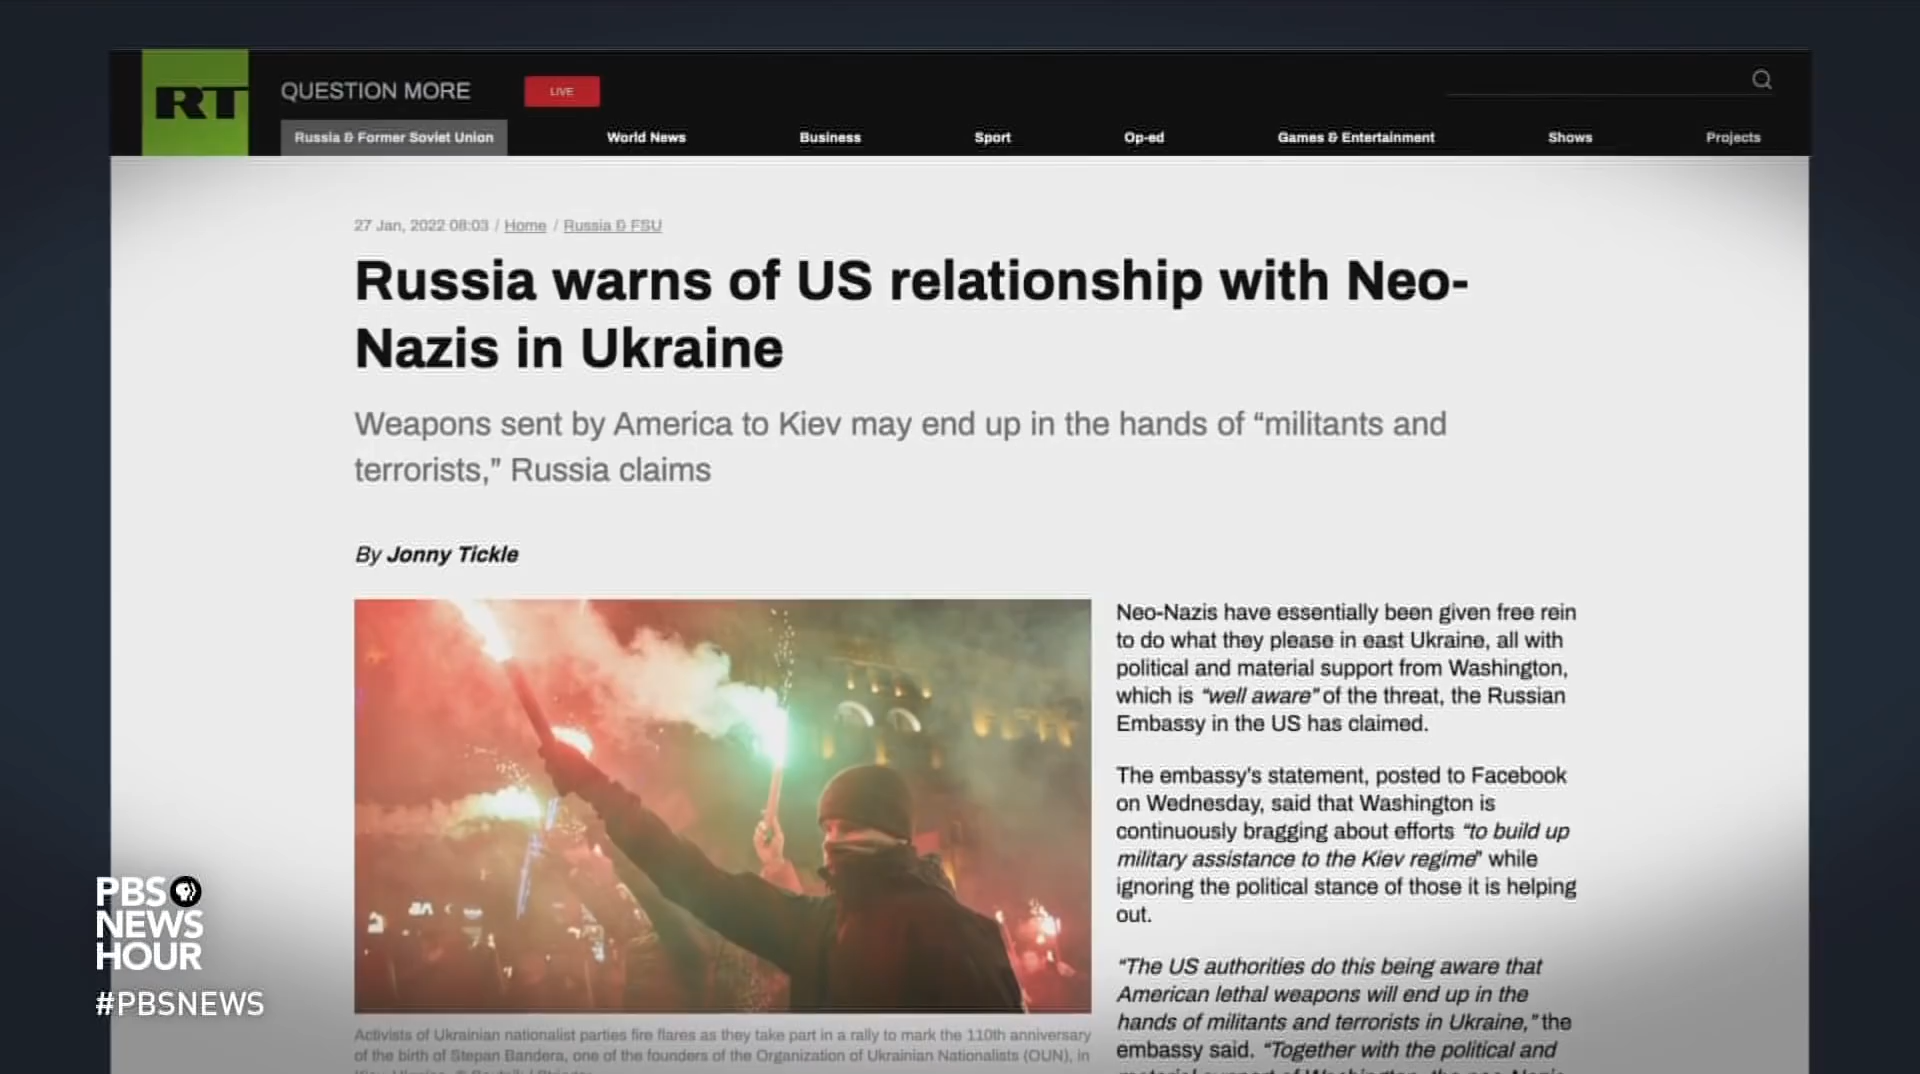 RT
QUESTION MORE
LIVE
Russia & Former Soviet Union
World News
Business
Sport
Op-ed
Games & Entertainment
Shows
Projects
27 Jan, 2022 08:03 / Home / Russia & FSU
Russia warns of US relationship with Neo-
Nazis in Ukraine
Weapons sent by America to Kiev may end up in the hands of “militants and
terrorists,” Russia claims
By Jonny Tickle
Neo-Nazis have essentially been given free rein
to do what they please in east Ukraine, all with
political and material support from Washington,
which is “well aware” of the threat, the Russian
Embassy in the US has claimed.
The embassy's statement, posted to Facebook
on Wednesday, said that Washington is
continuously bragging about efforts “to build up
military assistance to the Kiev regime” while
ignoring the political stance of those it is helping
out.
“The US authorities do this being aware that
American lethal weapons will end up in the
hands of militants and terrorists in Ukraine,” the
embassy said. “Together with the political and
Activists of Ukrainian nationalist parties fire flares as they take part in a rally to mark the 110th anniversary
of the birth of Stepan Bandera, one of the founders of the Organization of Ukrainian Nationalists (OUN), in
PBS
NEWS
HOUR
#PBSNEWS